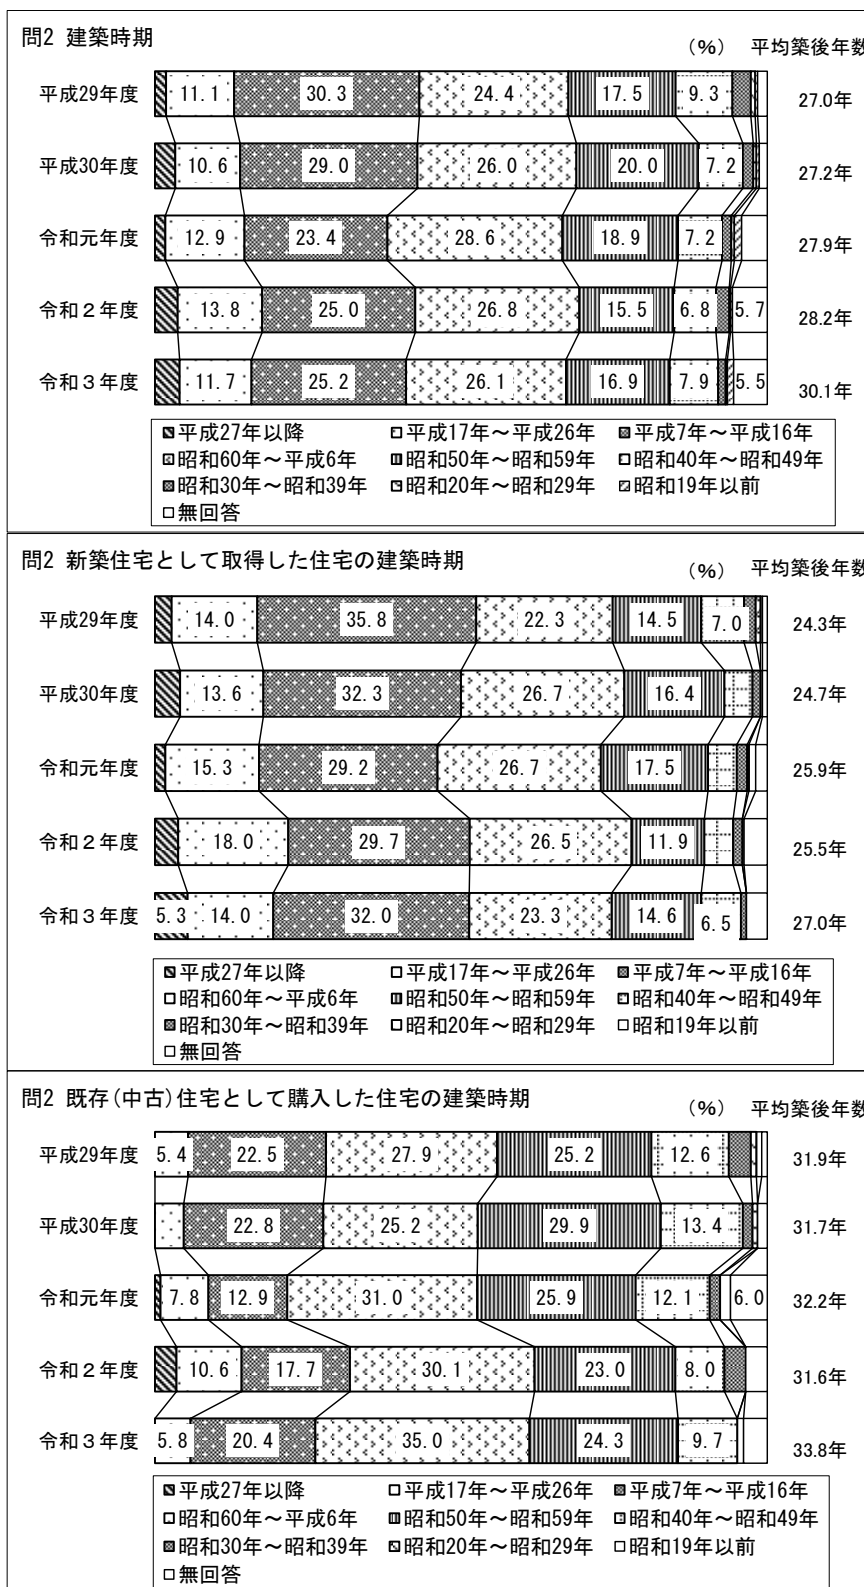 問2 建築時期
（%） 平均築後年数
平成29年度 11.1 30.3 24.4 17.5 9.3 27.0年
平成30年度 10.6 29.0 26.0 20.0 7.2 27.2年
令和元年度 12.9 23.4 28.6 18.9 7.2 27.9年
令和２年度 13.8 25.0 26.8 15.5 6.8 5.7 28.2年
令和３年度 11.7 25.2 26.1 16.9 7.9 5.5 30.1年
平成27年以降 平成17年～平成26年 平成7年～平成16年
昭和60年～平成6年 昭和50年～昭和59年 昭和40年～昭和49年
昭和30年～昭和39年 昭和20年～昭和29年 昭和19年以前
無回答
問2 新築住宅として取得した住宅の建築時期
（%） 平均築後年数
平成29年度 14.0 35.8 22.3 14.5 7.0 24.3年
平成30年度 13.6 32.3 26.7 16.4 24.7年
令和元年度 15.3 29.2 26.7 17.5 25.9年
令和２年度 18.0 29.7 26.5 11.9 25.5年
令和３年度 5.3 14.0 32.0 23.3 14.6 6.5 27.0年
平成27年以降 平成17年～平成26年 平成7年～平成16年
昭和60年～平成6年 昭和50年～昭和59年 昭和40年～昭和49年
昭和30年～昭和39年 昭和20年～昭和29年 昭和19年以前
無回答
問2 既存(中古)住宅として購入した住宅の建築時期
（%） 平均築後年数
平成29年度 5.4 22.5 27.9 25.2 12.6 31.9年
平成30年度 22.8 25.2 29.9 13.4 31.7年
令和元年度 7.8 12.9 31.0 25.9 12.1 6.0 32.2年
令和２年度 10.6 17.7 30.1 23.0 8.0 31.6年
令和３年度 5.8 20.4 35.0 24.3 9.7 33.8年
平成27年以降 平成17年～平成26年 平成7年～平成16年
昭和60年～平成6年 昭和50年～昭和59年 昭和40年～昭和49年
昭和30年～昭和39年 昭和20年～昭和29年 昭和19年以前
無回答